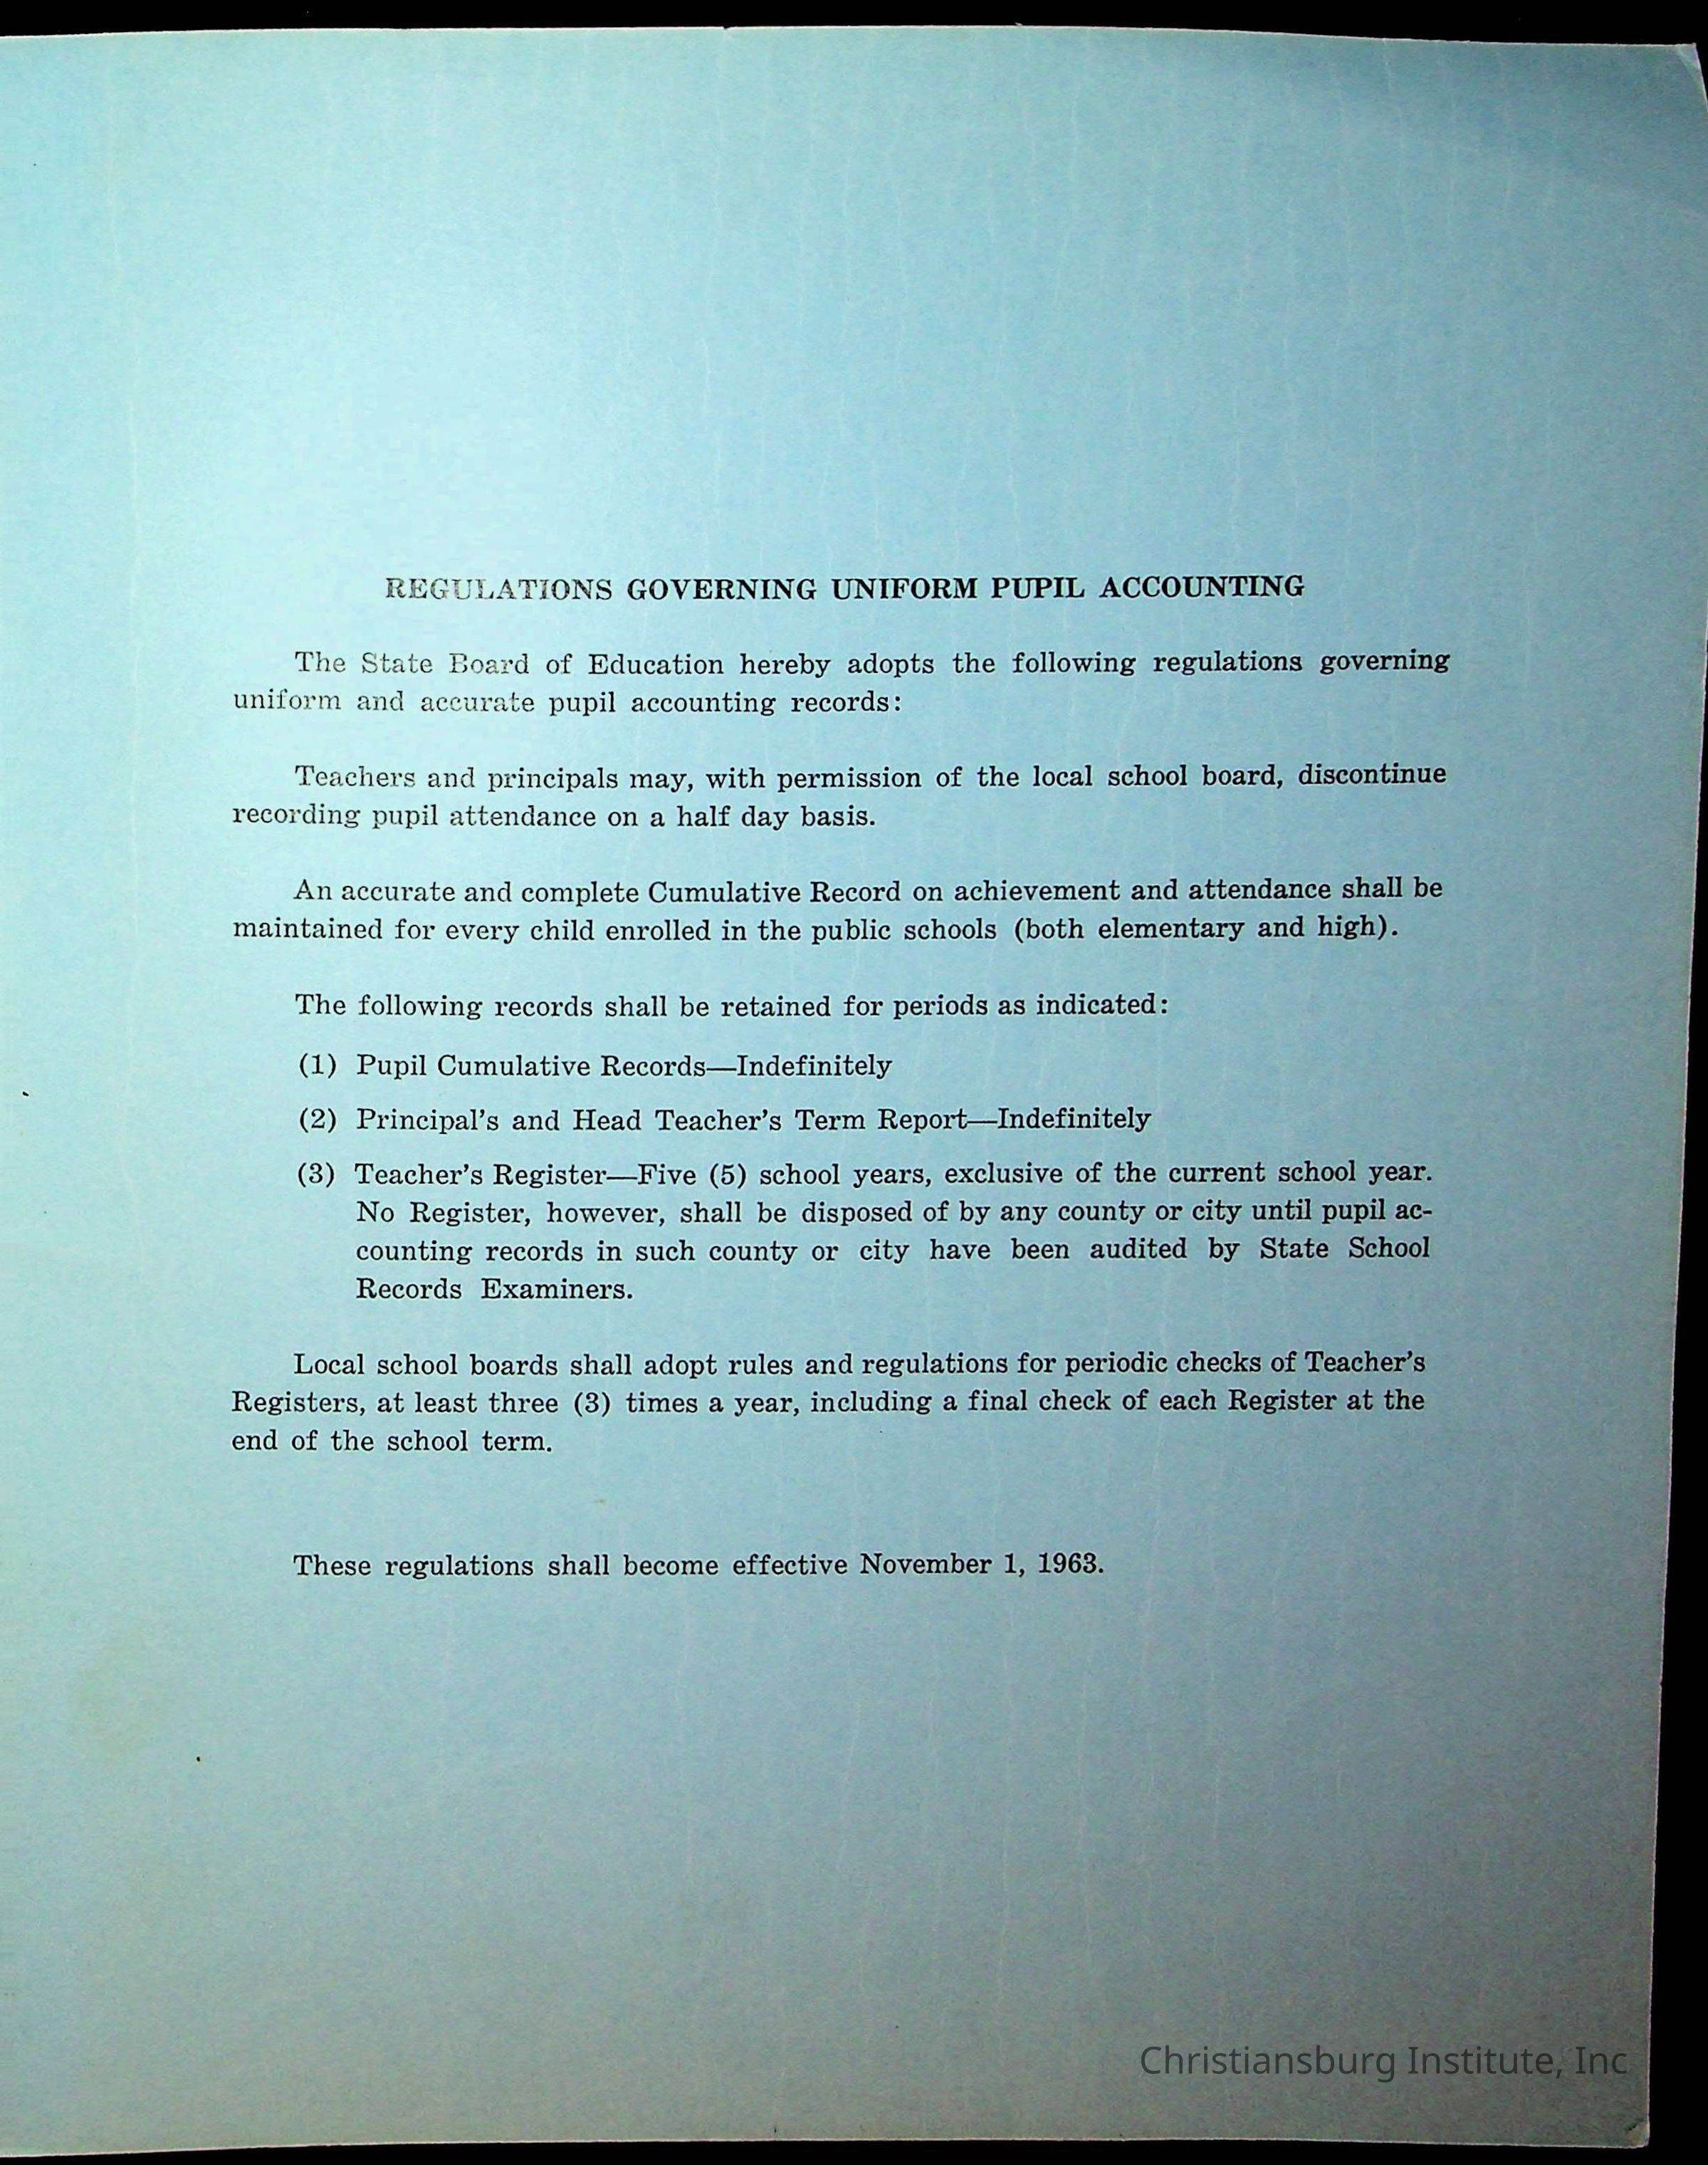 REGULATIONS GOVERNING UNIFORM PUPIL ACCOUNTING
The State Board of Education hereby adopts the following regulations governing
uniform and accurate pupil accounting records:
Teachers and principals may, with permission of the local school board, discontinue
recording pupil attendance on a half day basis.
An accurate and complete Cumulative Record on achievement and attendance shall be
maintained for every child enrolled in the public schools (both elementary and high).
The following records shall be retained for periods as indicated:
(1) Pupil Cumulative Records—Indefinitely
(2) Principal's and Head Teacher's Term Report—Indefinitely
(3) Teacher's Register—Five (5) school years, exclusive of the current school year.
No Register, however, shall be disposed of by any county or city until pupil ac-
counting records in such county or city have been audited by State School
Records Examiners.
Local school boards shall adopt rules and regulations for periodic checks of Teacher's
Registers, at least three (3) times a year, including a final check of each Register at the
end of the school term.
These regulations shall become effective November 1, 1963.
Christiansburg Institute, Inc